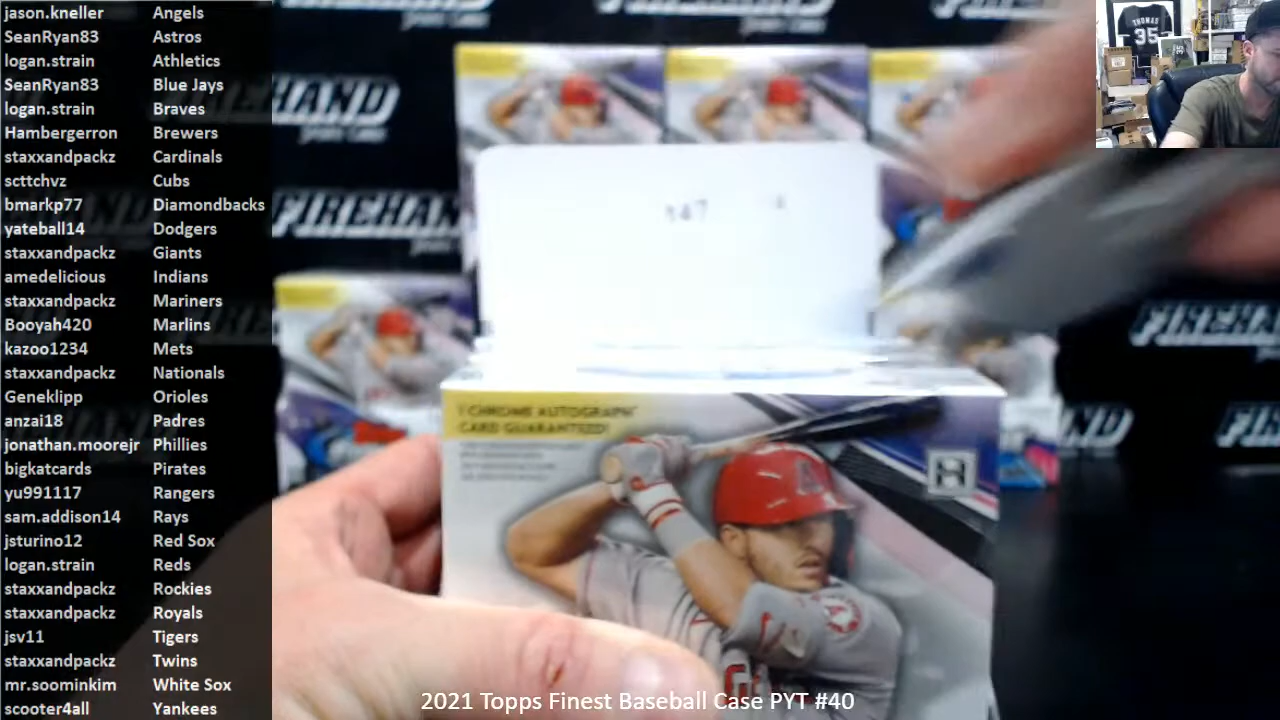 jason.kneller Angels
SeanRyan83 Astros
logan.strain Athletics
SeanRyan83 Blue Jays
logan.strain Braves
Hambergerron Brewers
staxxandpackz Cardinals
scttchvz Cubs
bmarkp77 Diamondbacks
yateball14 Dodgers
staxxandpackz Giants
amedelicious Indians
staxxandpackz Mariners
Booyah420 Marlins
kazoo1234 Mets
staxxandpackz Nationals
Geneklipp Orioles
anzai18 Padres
jonathan.moorejr Phillies
bigkatcards Pirates
yu991117 Rangers
sam.addison14 Rays
jsturino12 Red Sox
logan.strain Reds
staxxandpackz Rockies
staxxandpackz Royals
jsv11 Tigers
staxxandpackz Twins
mr.soominkim White Sox
scooter4all Yankees
THOMAS
35
FIREHAND
1 CHROME AUTOGRAPH
CARD GUARANTEED!
H
A
2021 Topps Finest Baseball Case PYT #40